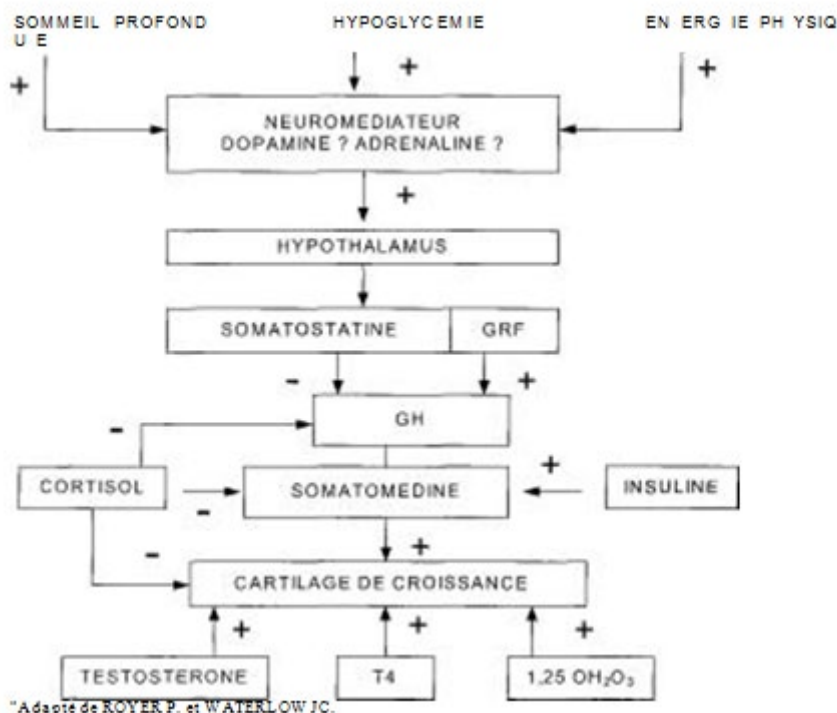 SOMMEIL PROFOND HYPOGLYCEMIE EN ERG IE PH YSIQ
U E
+ + +
NEUROMEDIATEUR
DOPAMINE ? ADRENALINE ?
+
HYPOTHALAMUS
SOMATOSTATINE GRF
- +
GH
-
CORTISOL SOMATOMEDINE INSULINE
- +
- +
CARTILAGE DE CROISSANCE
+ + +
TESTOSTERONE T4 1,25 OH₂O₃
"Adapté de ROYER P. et WATERLOW JC.